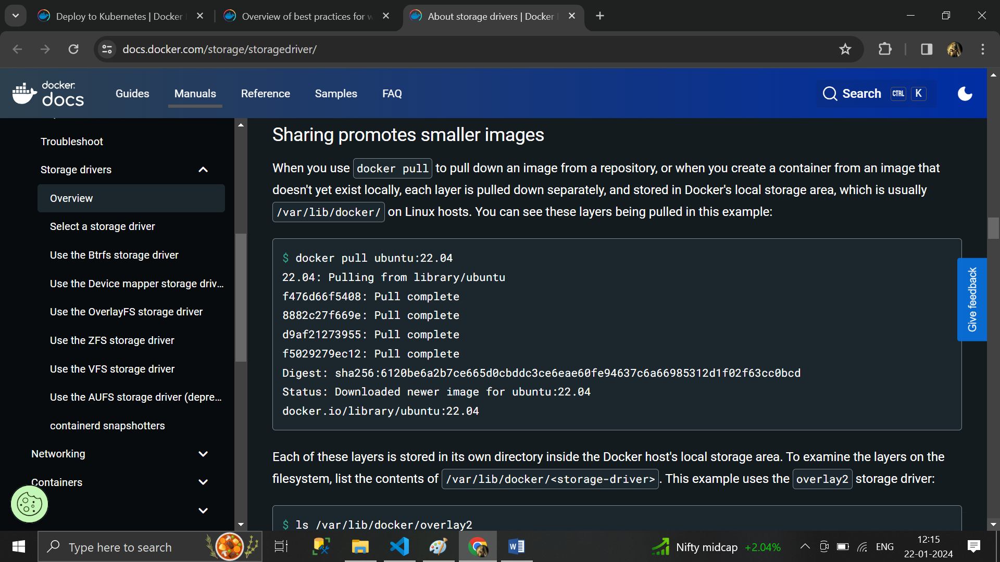 Deploy to Kubernetes | Docker
Overview of best practices for w
About storage drivers | Docker
docs.docker.com/storage/storagedriver/
docker
docs
Guides
Manuals
Reference
Samples
FAQ
Search
CTRL
K
Troubleshoot
Storage drivers
Overview
Select a storage driver
Use the Btrfs storage driver
Use the Device mapper storage driv...
Use the OverlayFS storage driver
Use the ZFS storage driver
Use the VFS storage driver
Use the AUFS storage driver (depre...
containerd snapshotters
Networking
Containers
Sharing promotes smaller images
When you use docker pull to pull down an image from a repository, or when you create a container from an image that
doesn't yet exist locally, each layer is pulled down separately, and stored in Docker's local storage area, which is usually
/var/lib/docker/ on Linux hosts. You can see these layers being pulled in this example:
$ docker pull ubuntu:22.04
22.04: Pulling from library/ubuntu
f476d66f5408: Pull complete
8882c27f669e: Pull complete
d9af21273955: Pull complete
f5029279ec12: Pull complete
Digest: sha256:6120be6a2b7ce665d0cbddc3ce6eae60fe94637c6a66985312d1f02f63cc0bcd
Status: Downloaded newer image for ubuntu:22.04
docker.io/library/ubuntu:22.04
Each of these layers is stored in its own directory inside the Docker host's local storage area. To examine the layers on the
filesystem, list the contents of /var/lib/docker/<storage-driver>. This example uses the overlay2 storage driver:
$ ls /var/lib/docker/overlay2
Give feedback
Type here to search
Nifty midcap +2.04%
ENG
12:15
22-01-2024